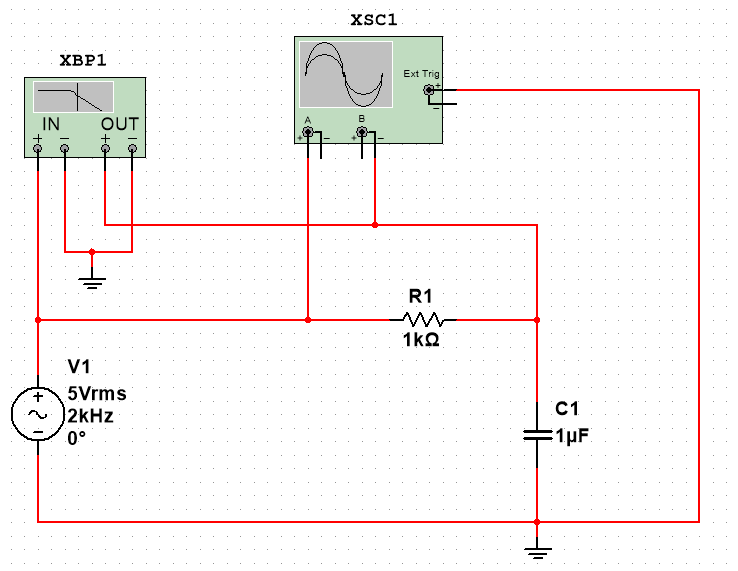 XSC1
XBP1
Ext Trig
+
−
IN OUT
+ − + −
A B
+ − + −
R1
1kΩ
V1
5Vrms
2kHz
0°
+
−
C1
1µF